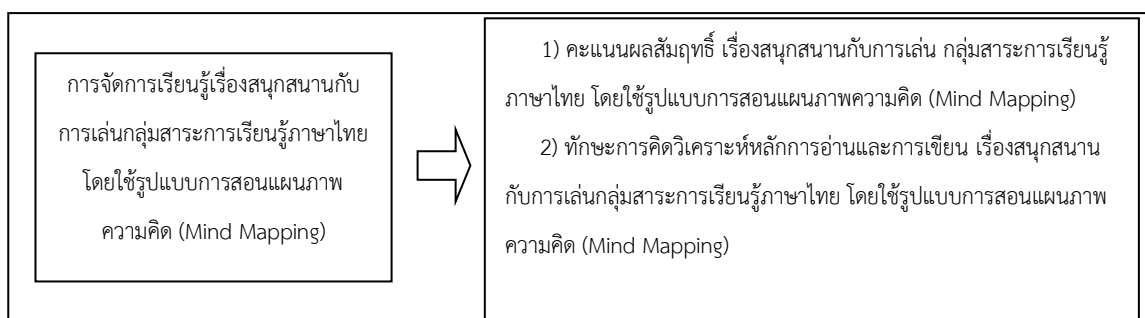 การจัดการเรียนรู้เรื่องสนุกสนานกับ
การเล่นกลุ่มสาระการเรียนรู้ภาษาไทย
โดยใช้รูปแบบการสอนแผนภาพ
ความคิด (Mind Mapping)
1) คะแนนผลสัมฤทธิ์ เรื่องสนุกสนานกับการเล่น กลุ่มสาระการเรียนรู้
ภาษาไทย โดยใช้รูปแบบการสอนแผนภาพความคิด (Mind Mapping)
2) ทักษะการคิดวิเคราะห์หลักการอ่านและการเขียน เรื่องสนุกสนาน
กับการเล่นกลุ่มสาระการเรียนรู้ภาษาไทย โดยใช้รูปแบบการสอนแผนภาพ
ความคิด (Mind Mapping)